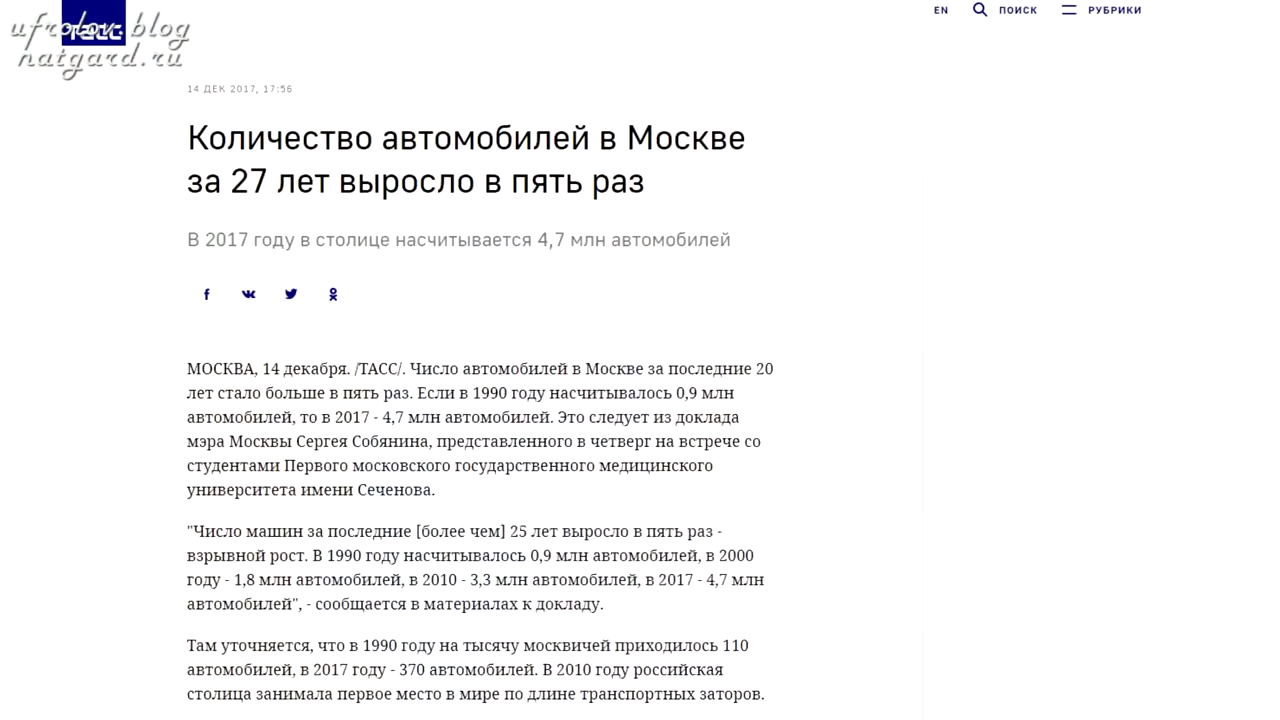 ufrolov.blog
natgard.ru
ТАСС
EN ПОИСК РУБРИКИ
14 ДЕК 2017, 17:56
Количество автомобилей в Москве
за 27 лет выросло в пять раз
В 2017 году в столице насчитывается 4,7 млн автомобилей
МОСКВА, 14 декабря. /ТАСС/. Число автомобилей в Москве за последние 20
лет стало больше в пять раз. Если в 1990 году насчитывалось 0,9 млн
автомобилей, то в 2017 - 4,7 млн автомобилей. Это следует из доклада
мэра Москвы Сергея Собянина, представленного в четверг на встрече со
студентами Первого московского государственного медицинского
университета имени Сеченова.
"Число машин за последние [более чем] 25 лет выросло в пять раз -
взрывной рост. В 1990 году насчитывалось 0,9 млн автомобилей, в 2000
году - 1,8 млн автомобилей, в 2010 - 3,3 млн автомобилей, в 2017 - 4,7 млн
автомобилей", - сообщается в материалах к докладу.
Там уточняется, что в 1990 году на тысячу москвичей приходилось 110
автомобилей, в 2017 году - 370 автомобилей. В 2010 году российская
столица занимала первое место в мире по длине транспортных заторов.